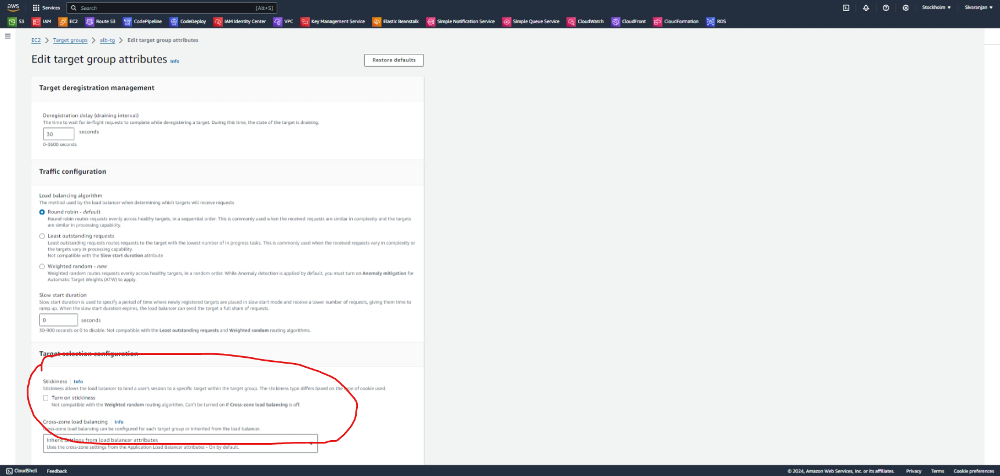 aws
Services
Search
[Alt+S]
Stockholm
Sivaranjan
S3
IAM
EC2
Route 53
CodePipeline
CodeDeploy
IAM Identity Center
VPC
Key Management Service
Elastic Beanstalk
Simple Notification Service
Simple Queue Service
CloudWatch
CloudFront
CloudFormation
RDS
EC2 > Target groups > alb-tg > Edit target group attributes
Edit target group attributes Info
Restore defaults
Target deregistration management
Deregistration delay (draining interval)
The time to wait for in-flight requests to complete while deregistering a target. During this time, the state of the target is draining.
30 seconds
0-3600 seconds
Traffic configuration
Load balancing algorithm
The method used by the load balancer when determining which targets will receive requests
Round robin - default
Round robin routes requests evenly across healthy targets, in a sequential order. This is commonly used when the received requests are similar in complexity and the targets
are similar in processing capability.
Least outstanding requests
Least outstanding requests routes requests to the target with the lowest number of in progress tasks. This is commonly used when the received requests vary in complexity or
the targets vary in processing capability.
Not compatible with the Slow start duration attribute
Weighted random - new
Weighted random routes requests evenly across healthy targets, in a random order. While Anomaly detection is applied by default, you must turn on Anomaly mitigation for
Automatic Target Weights (ATW) to apply.
Slow start duration
Slow start duration is used to specify a period of time where newly registered targets are placed in slow start mode and receive a lower number of requests, giving them time to
ramp up. When the slow start duration expires, the load balancer can send the target a full share of requests.
0 seconds
30-900 seconds or 0 to disable. Not compatible with the Least outstanding requests and Weighted random routing algorithms.
Target selection configuration
Stickiness Info
Stickiness allows the load balancer to bind a user's session to a specific target within the target group. The stickiness type differs based on the type of cookie used.
Turn on stickiness
Not compatible with the Weighted random routing algorithm. Can't be turned on if Cross-zone load balancing is off.
Cross-zone load balancing Info
Cross-zone load balancing can be configured for each target group or inherited from the load balancer.
Inherit settings from load balancer attributes
Uses the cross-zone settings from the Application Load Balancer attributes - On by default.
CloudShell
Feedback
© 2024, Amazon Web Services, Inc. or its affiliates.
Privacy
Terms
Cookie preferences